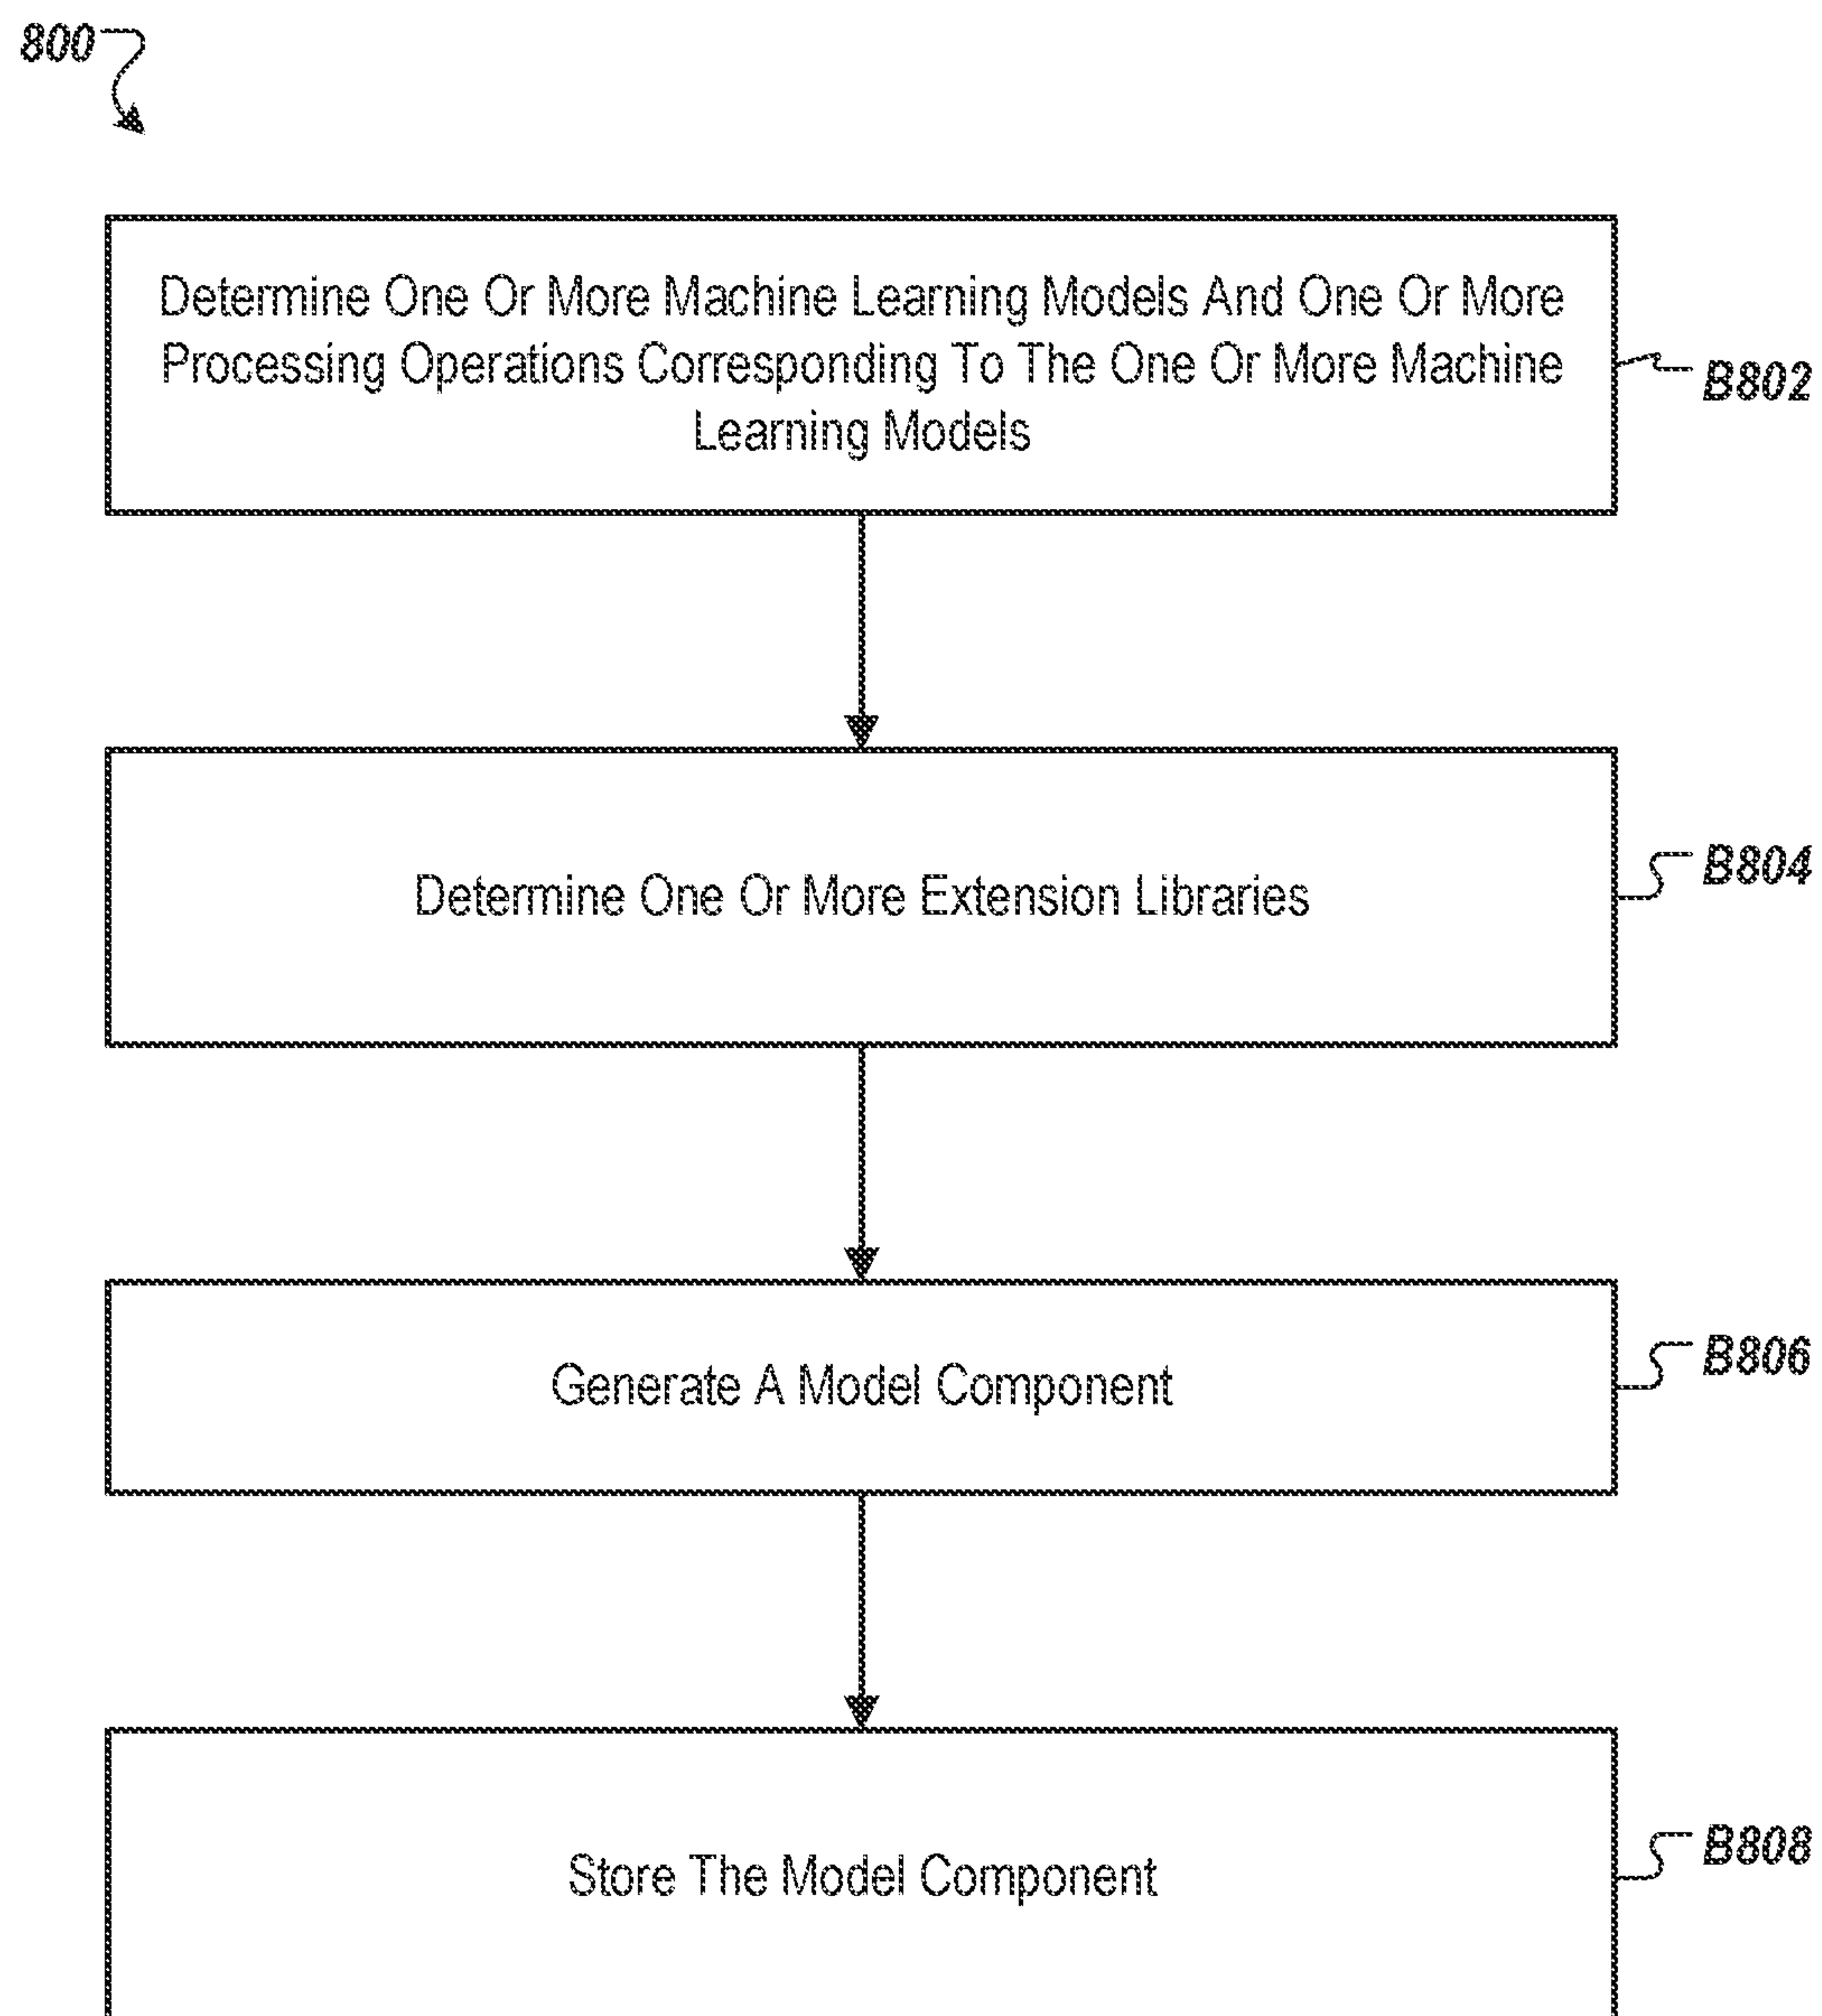 800
Determine One Or More Machine Learning Models And One Or More
Processing Operations Corresponding To The One Or More Machine
Learning Models
B802
Determine One Or More Extension Libraries
B804
Generate A Model Component
B806
Store The Model Component
B808